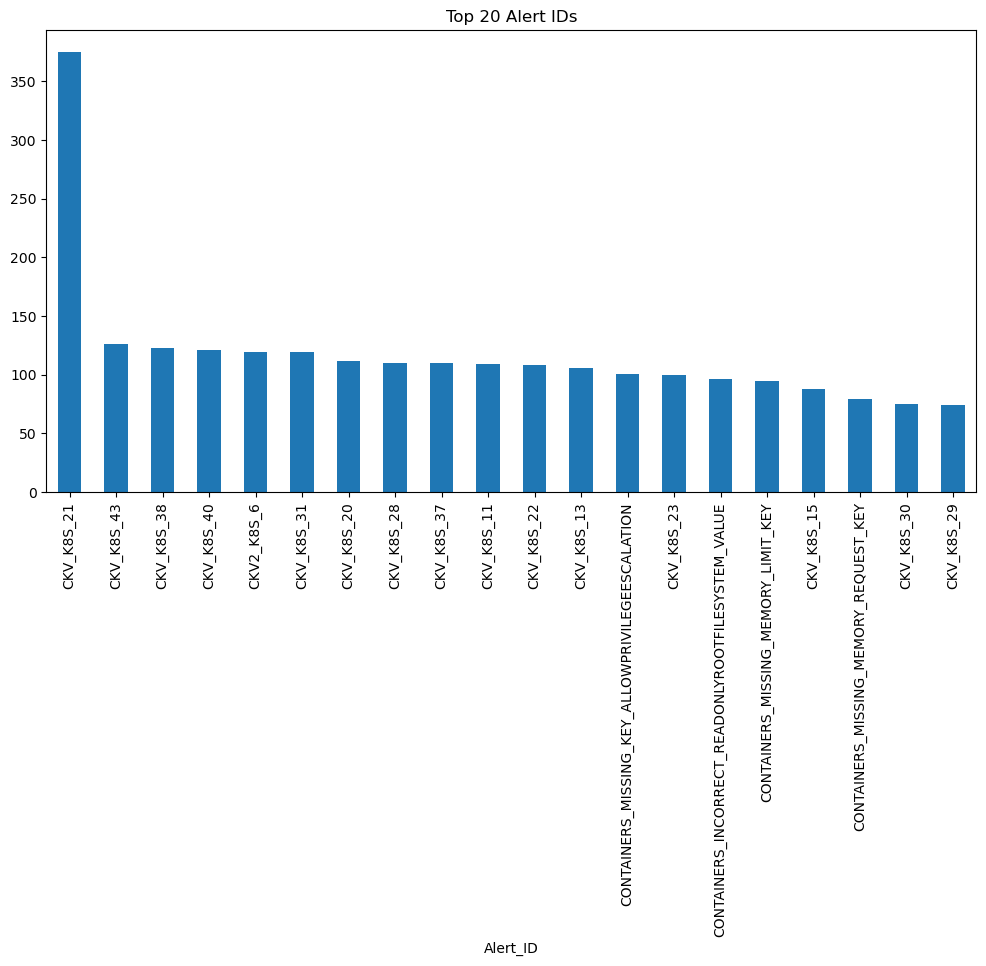 Top 20 Alert IDs
350
300
250
200
150
100
50
0
CKV_K8S_21
CKV_K8S_43
CKV_K8S_38
CKV_K8S_40
CKV2_K8S_6
CKV_K8S_31
CKV_K8S_20
CKV_K8S_28
CKV_K8S_37
CKV_K8S_11
CKV_K8S_22
CKV_K8S_13
CONTAINERS_MISSING_KEY_ALLOWPRIVILEGEESCALATION
CKV_K8S_23
CONTAINERS_INCORRECT_READONLYROOTFILESYSTEM_VALUE
CONTAINERS_MISSING_MEMORY_LIMIT_KEY
CKV_K8S_15
CONTAINERS_MISSING_MEMORY_REQUEST_KEY
CKV_K8S_30
CKV_K8S_29
Alert_ID